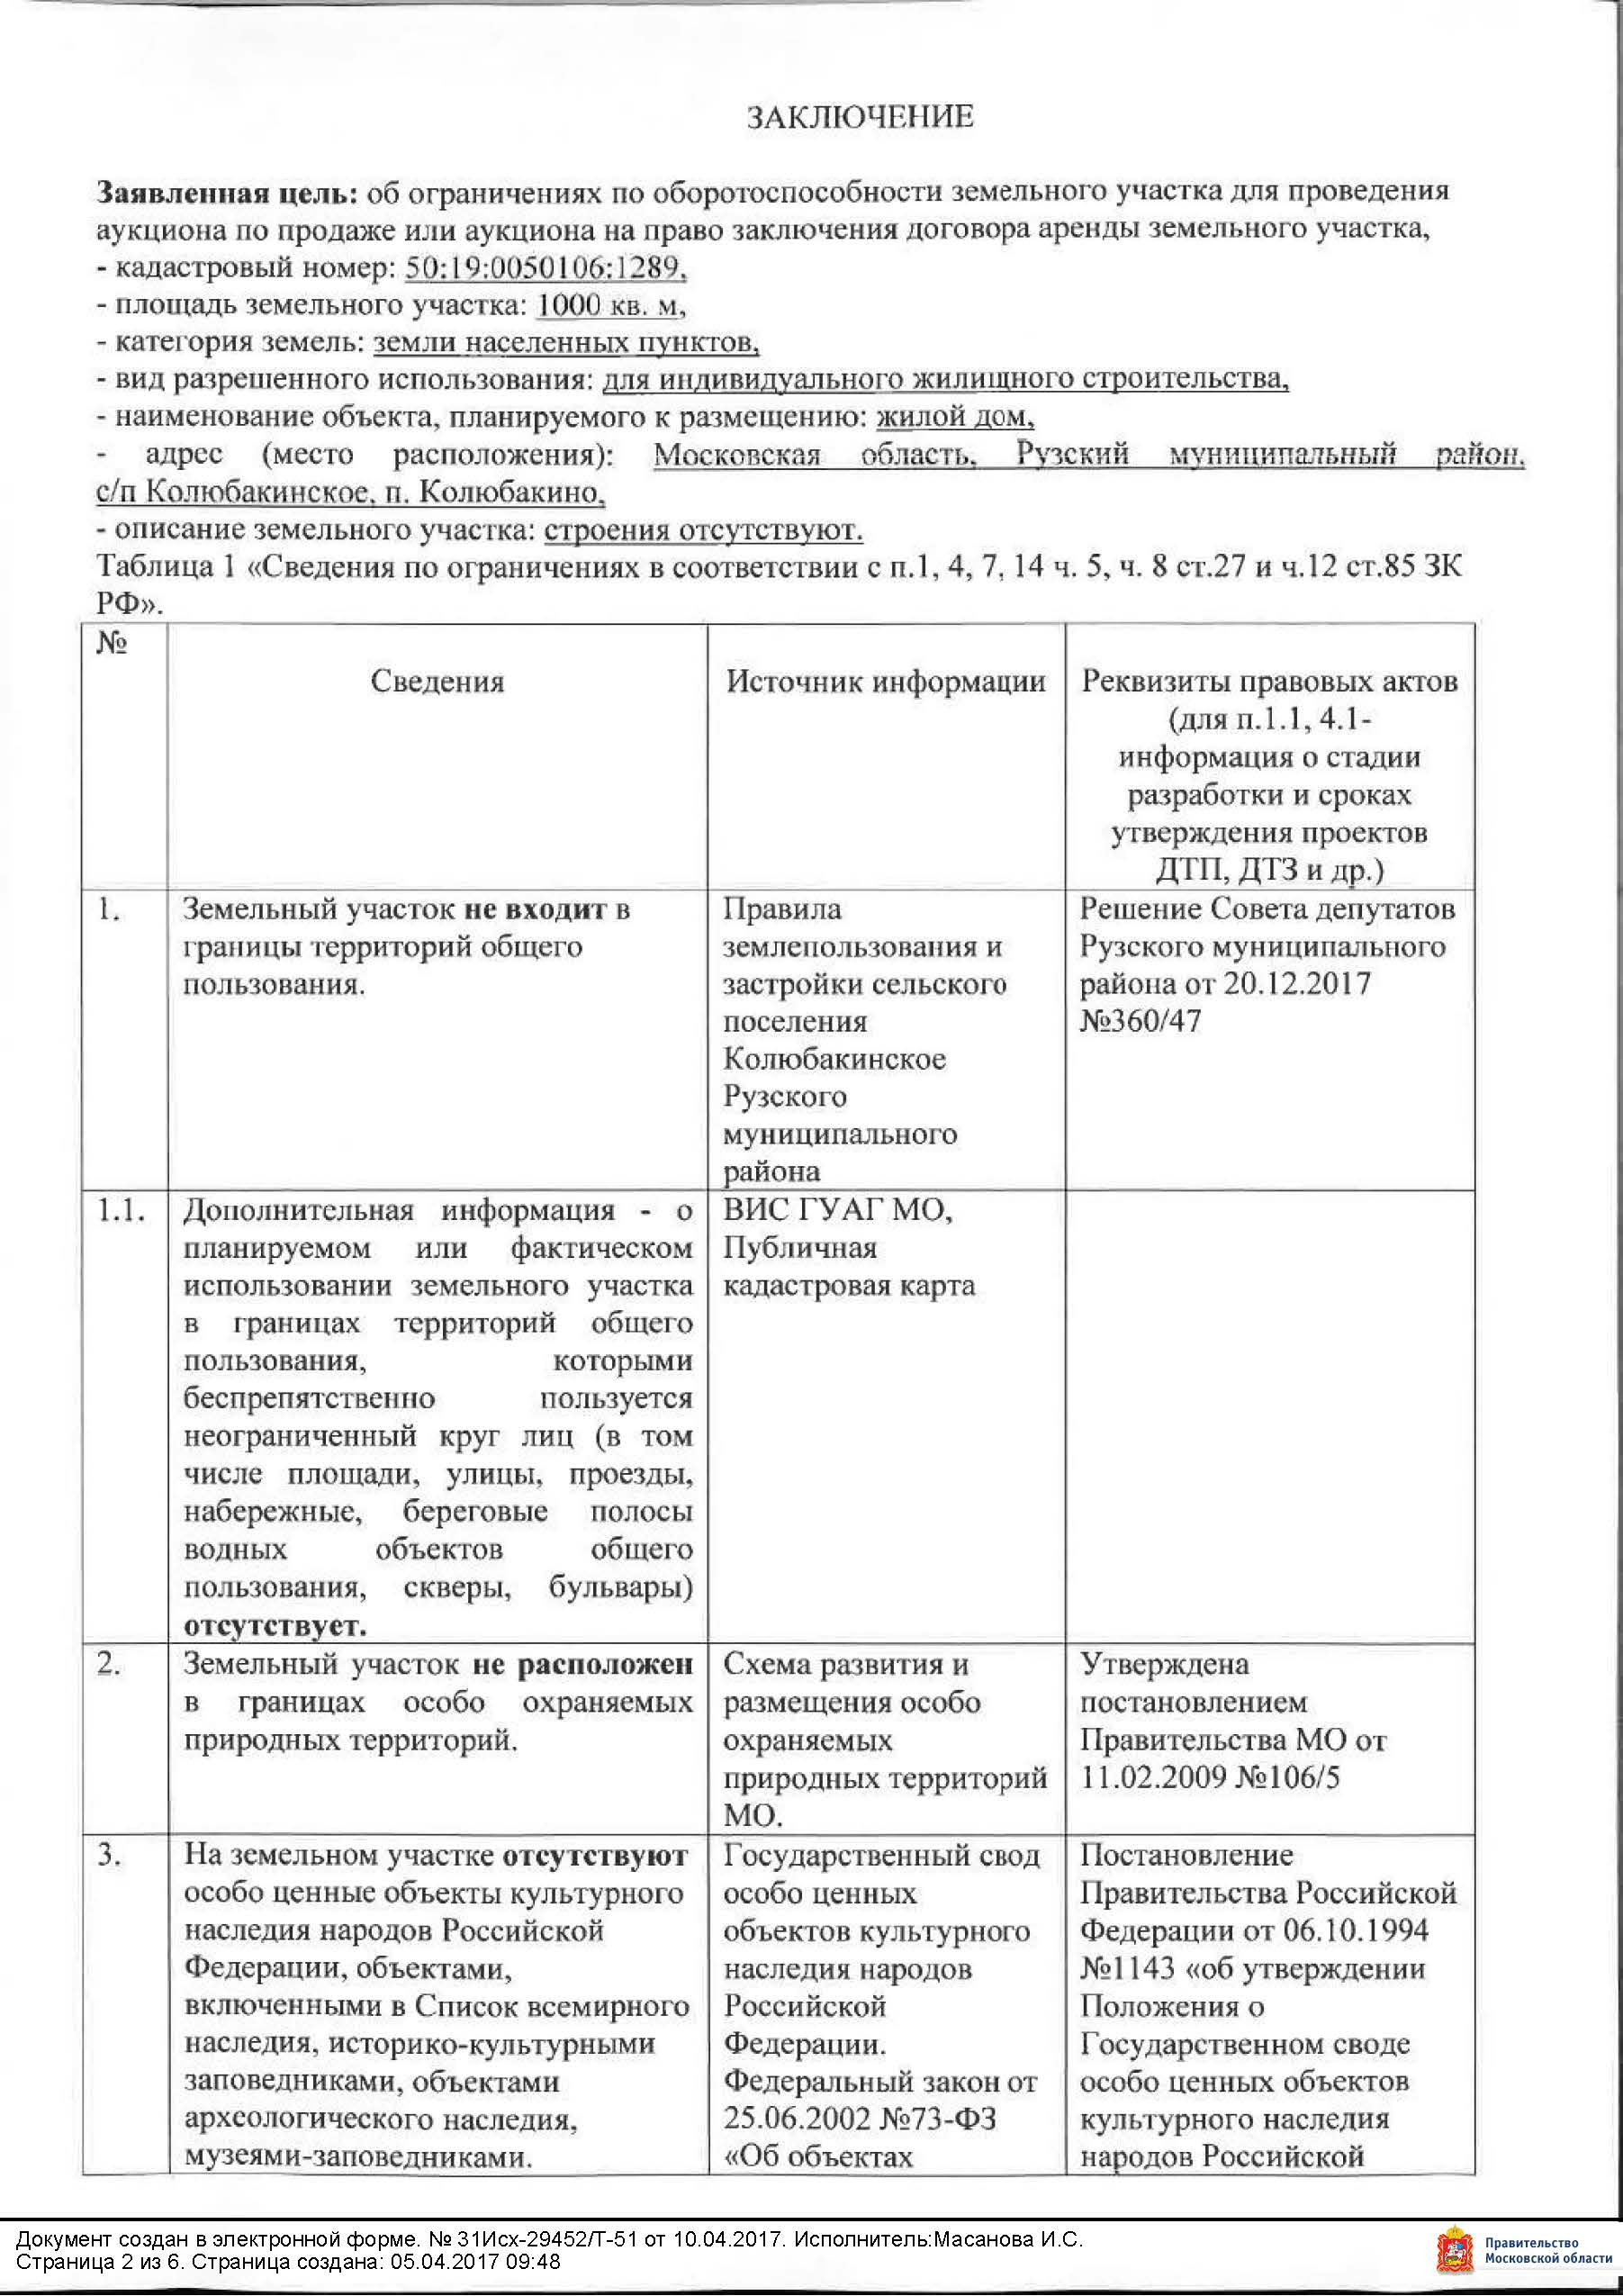 ЗАКЛЮЧЕНИЕ
Заявленная цель: об ограничениях по оборотоспособности земельного участка для проведения
аукциона по продаже или аукциона на право заключения договора аренды земельного участка,
- кадастровый номер: 50:19:0050106:1289,
- площадь земельного участка: 1000 кв. м,
- категория земель: земли населенных пунктов,
- вид разрешенного использования: для индивидуального жилищного строительства,
- наименование объекта, планируемого к размещению: жилой дом,
- адрес (место расположения): Московская область, Рузский муниципальный район,
с/п Колюбакинское, п. Колюбакино,
- описание земельного участка: строения отсутствуют.
Таблица 1 «Сведения по ограничениях в соответствии с п.1, 4, 7, 14 ч. 5, ч. 8 ст.27 и ч.12 ст.85 ЗК
РФ».
№
Сведения
Источник информации
Реквизиты правовых актов
(для п.1.1, 4.1-
информация о стадии
разработки и сроках
утверждения проектов
ДТП, ДТЗ и др.)
1.
Земельный участок не входит в
границы территорий общего
пользования.
Правила
землепользования и
застройки сельского
поселения
Колюбакинское
Рузского
муниципального
района
Решение Совета депутатов
Рузского муниципального
района от 20.12.2017
№360/47
1.1.
Дополнительная информация - о
планируемом или фактическом
использовании земельного участка
в границах территорий общего
пользования, которыми
беспрепятственно пользуется
неограниченный круг лиц (в том
числе площади, улицы, проезды,
набережные, береговые полосы
водных объектов общего
пользования, скверы, бульвары)
отсутствует.
ВИС ГУАГ МО,
Публичная
кадастровая карта
2.
Земельный участок не расположен
в границах особо охраняемых
природных территорий.
Схема развития и
размещения особо
охраняемых
природных территорий
МО.
Утверждена
постановлением
Правительства МО от
11.02.2009 №106/5
3.
На земельном участке отсутствуют
особо ценные объекты культурного
наследия народов Российской
Федерации, объектами,
включенными в Список всемирного
наследия, историко-культурными
заповедниками, объектами
археологического наследия,
музеями-заповедниками.
Государственный свод
особо ценных
объектов культурного
наследия народов
Российской
Федерации.
Федеральный закон от
25.06.2002 №73-ФЗ
«Об объектах
Постановление
Правительства Российской
Федерации от 06.10.1994
№1143 «об утверждении
Положения о
Государственном своде
особо ценных объектов
культурного наследия
народов Российской
Документ создан в электронной форме. № 31Исх-29452/Т-51 от 10.04.2017. Исполнитель:Масанова И.С.
Страница 2 из 6. Страница создана: 05.04.2017 09:48
Правительство
Московской области